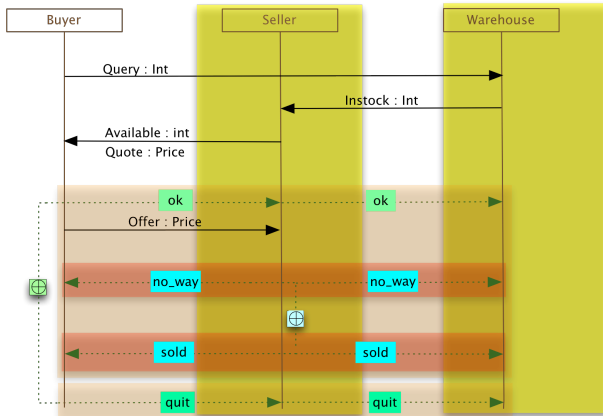 Buyer
Seller
Warehouse
Query : Int
Instock : Int
Available : int
Quote : Price
ok
ok
Offer : Price
no_way
no_way
sold
sold
quit
quit